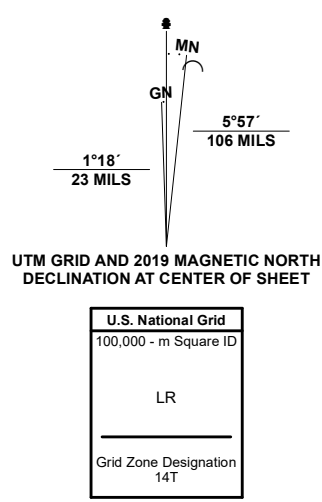 MN
GN
5°57´
106 MILS
1°18´
23 MILS
UTM GRID AND 2019 MAGNETIC NORTH
DECLINATION AT CENTER OF SHEET
U.S. National Grid
100,000 - m Square ID
LR
Grid Zone Designation
14T